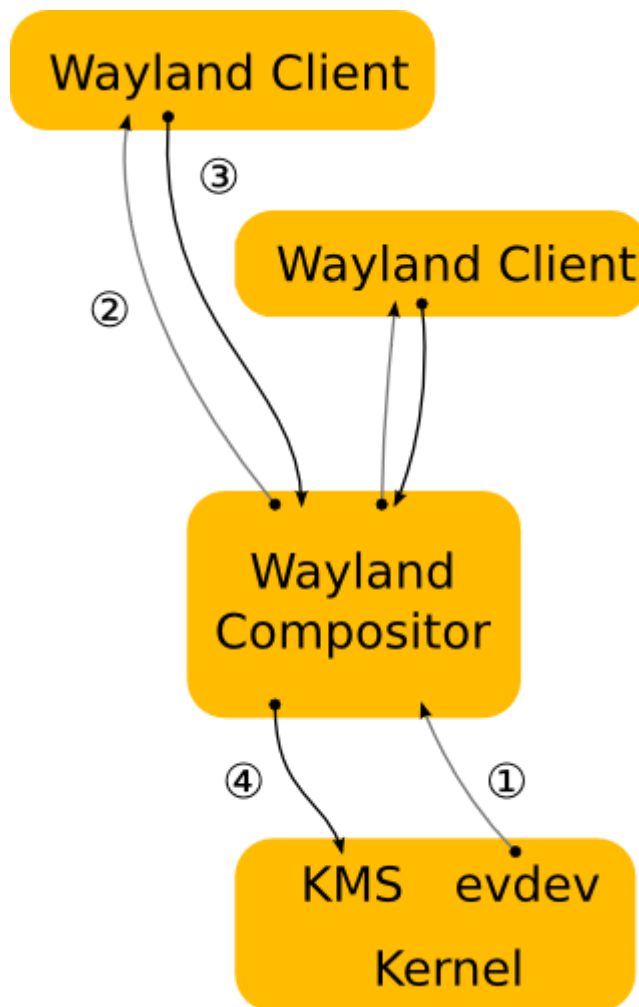 Wayland Client
③
Wayland Client
②
Wayland
Compositor
④ ①
KMS evdev
Kernel